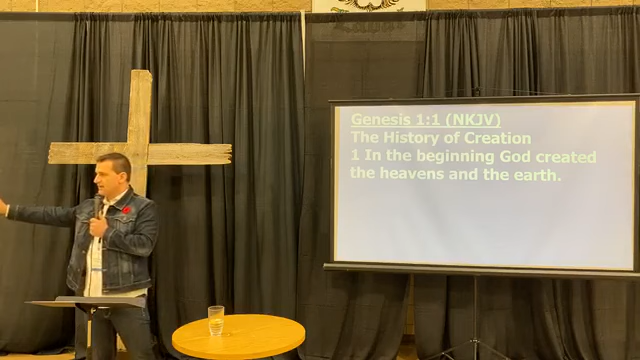 Genesis 1:1 (NKJV)
The History of Creation
1 In the beginning God created
the heavens and the earth.